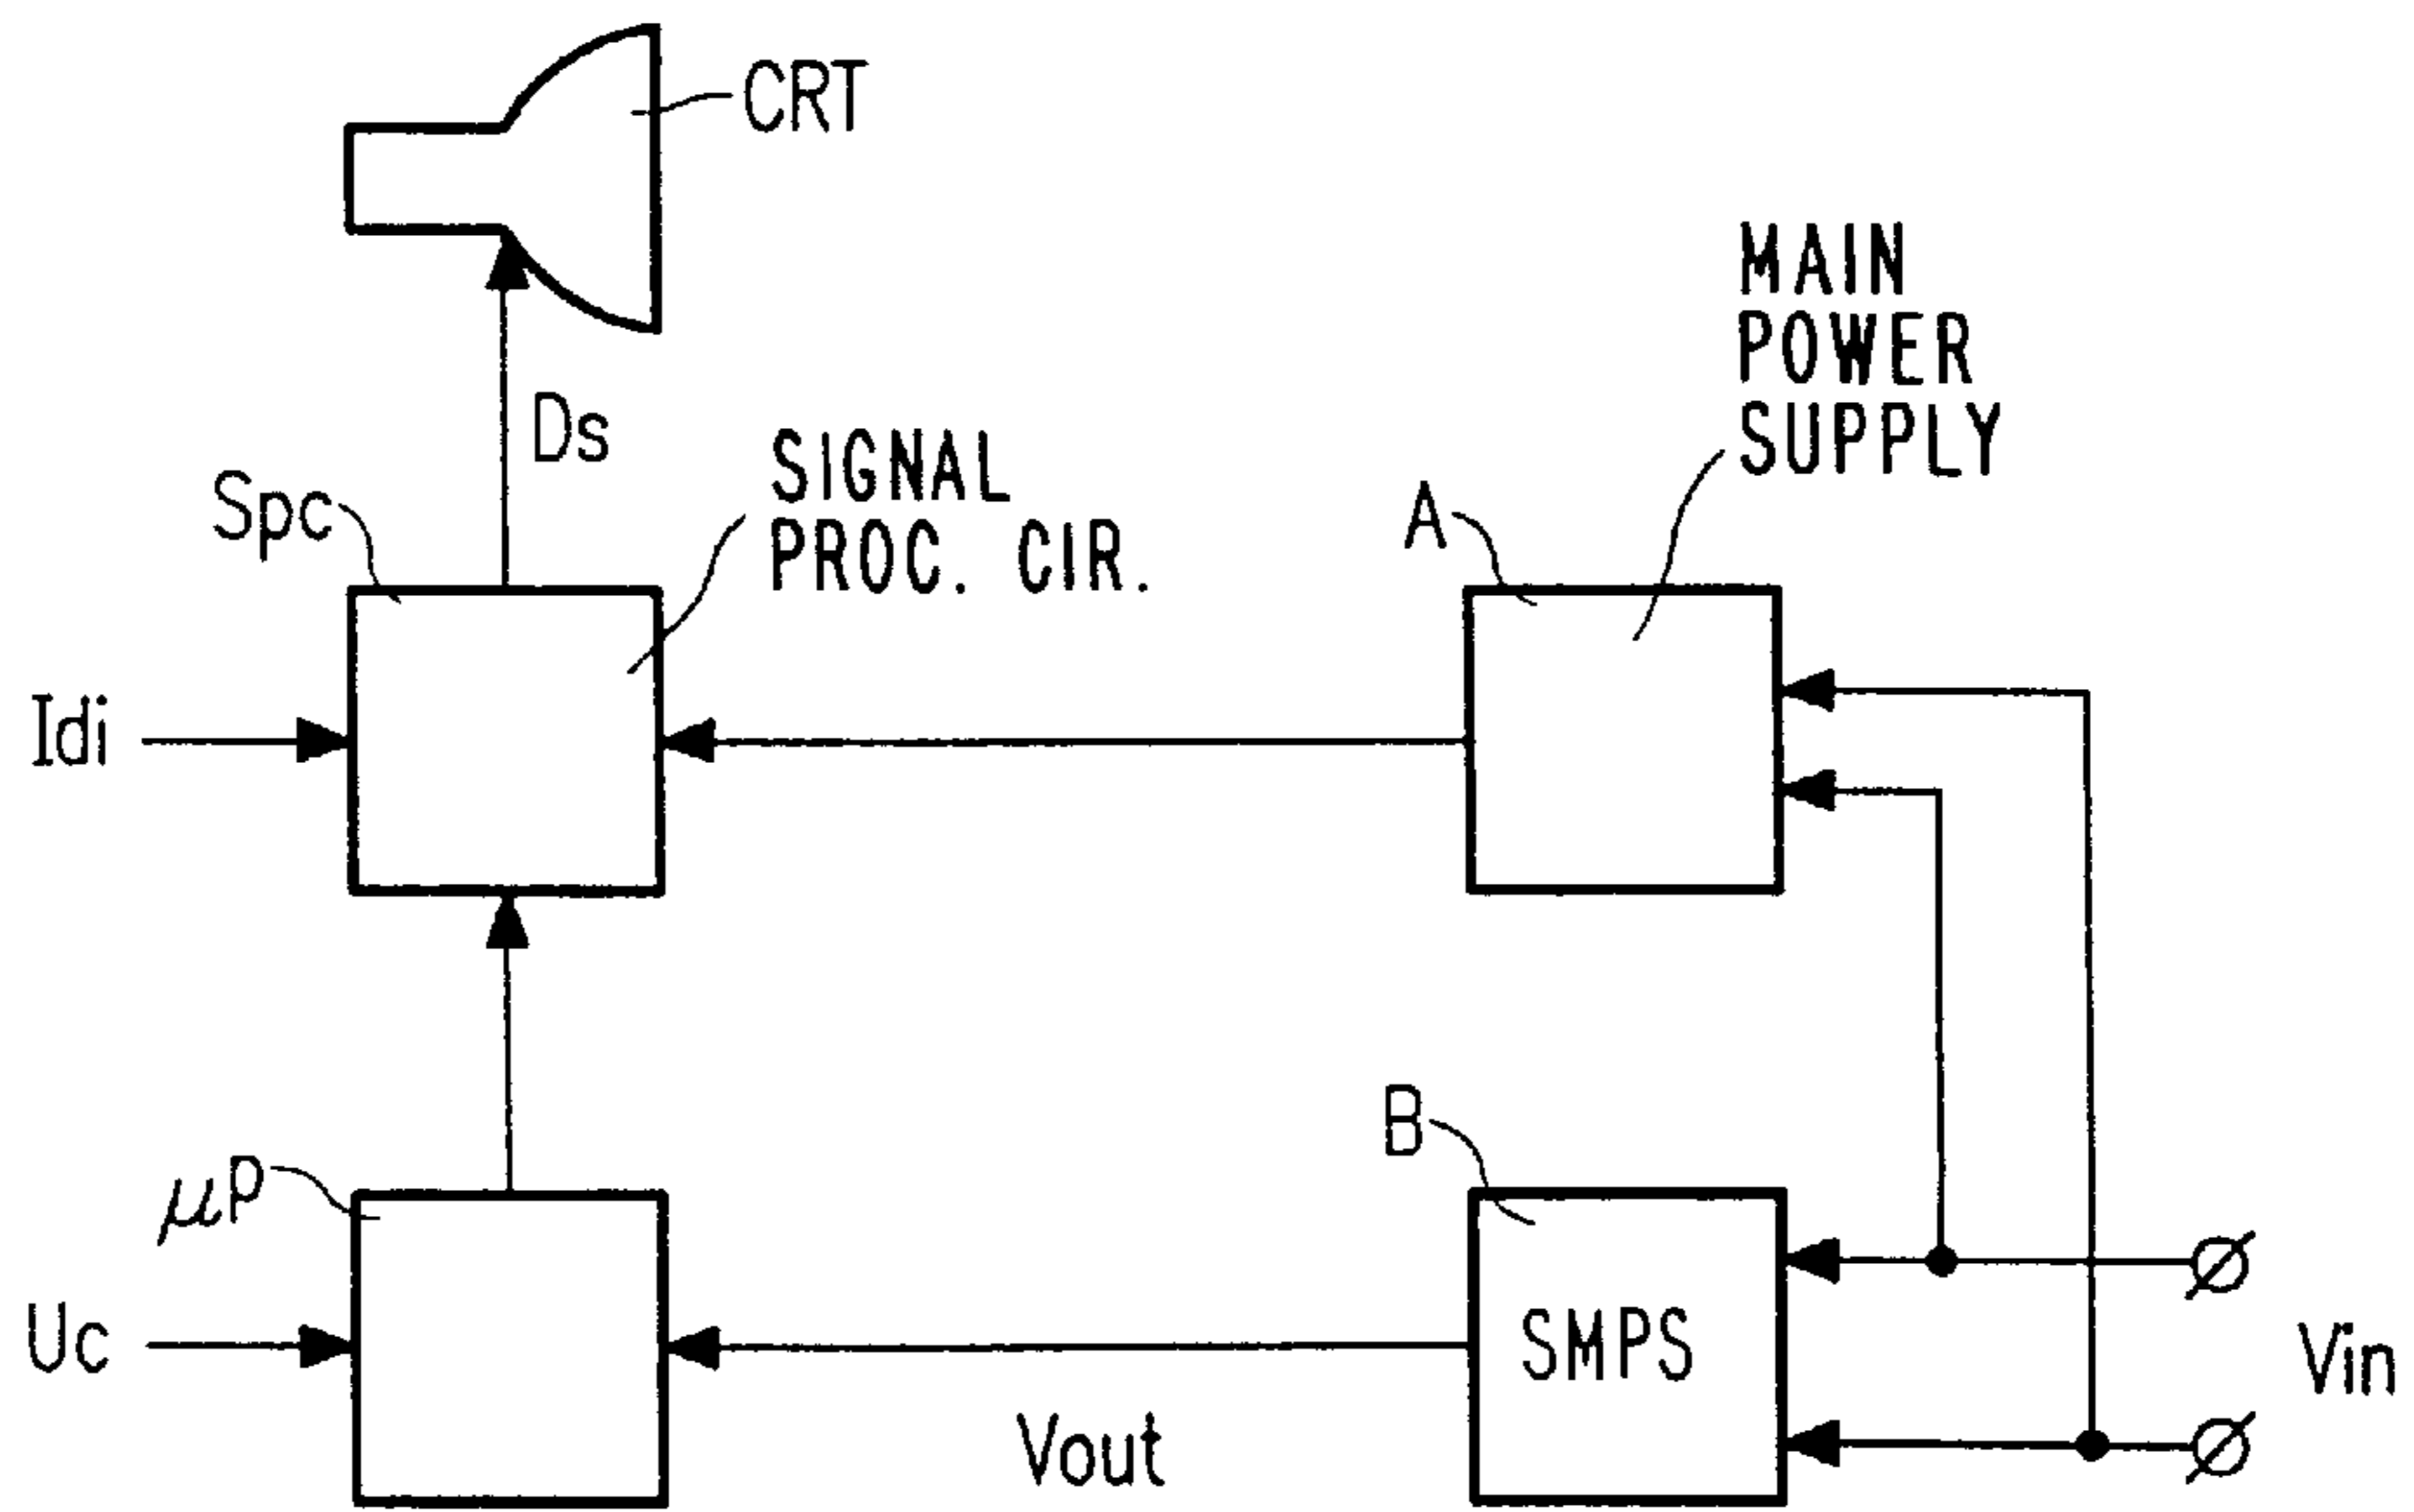 CRT
Ds
MAIN
POWER
SUPPLY
Spc
SIGNAL
PROC. CIR.
A
Idi
B
μP
SMPS
Uc
Vin
Vout